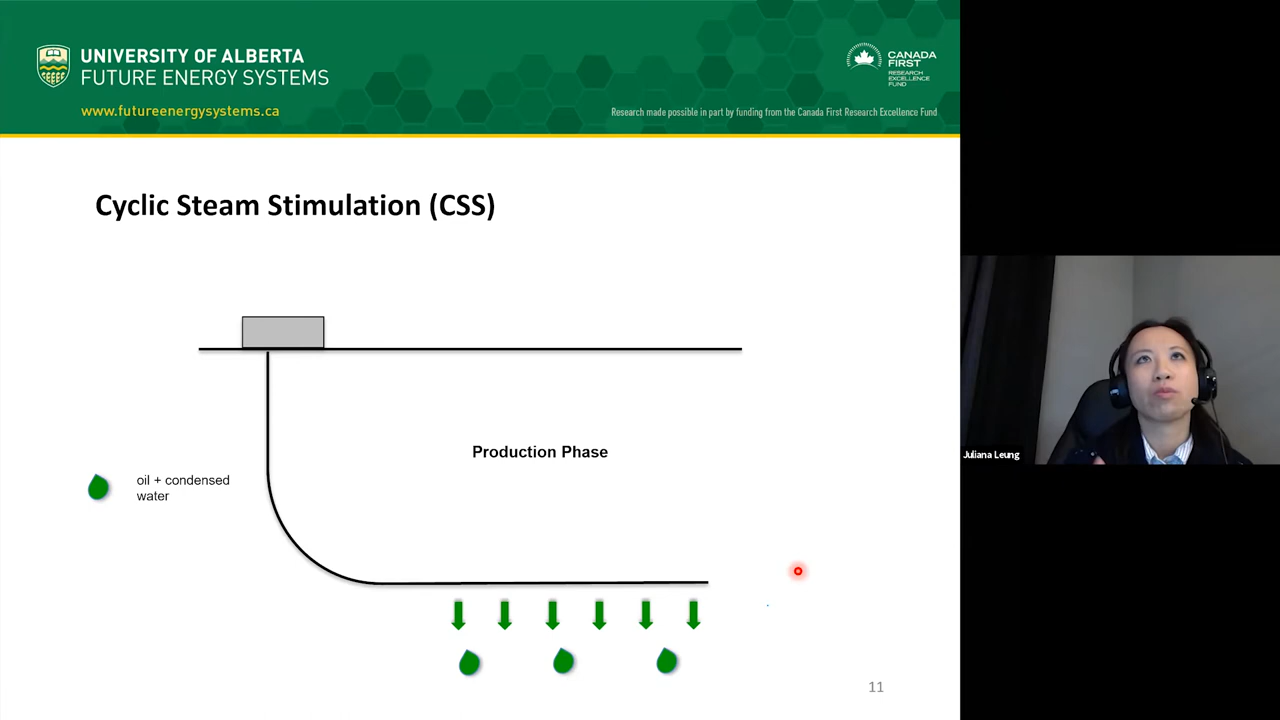 UNIVERSITY OF ALBERTA
FUTURE ENERGY SYSTEMS
www.futureenergysystems.ca
CANADA
FIRST
RESEARCH
EXCELLENCE
FUND
Research made possible in part by funding from the Canada First Research Excellence Fund
Cyclic Steam Stimulation (CSS)
Production Phase
oil + condensed
water
11
Juliana Leung